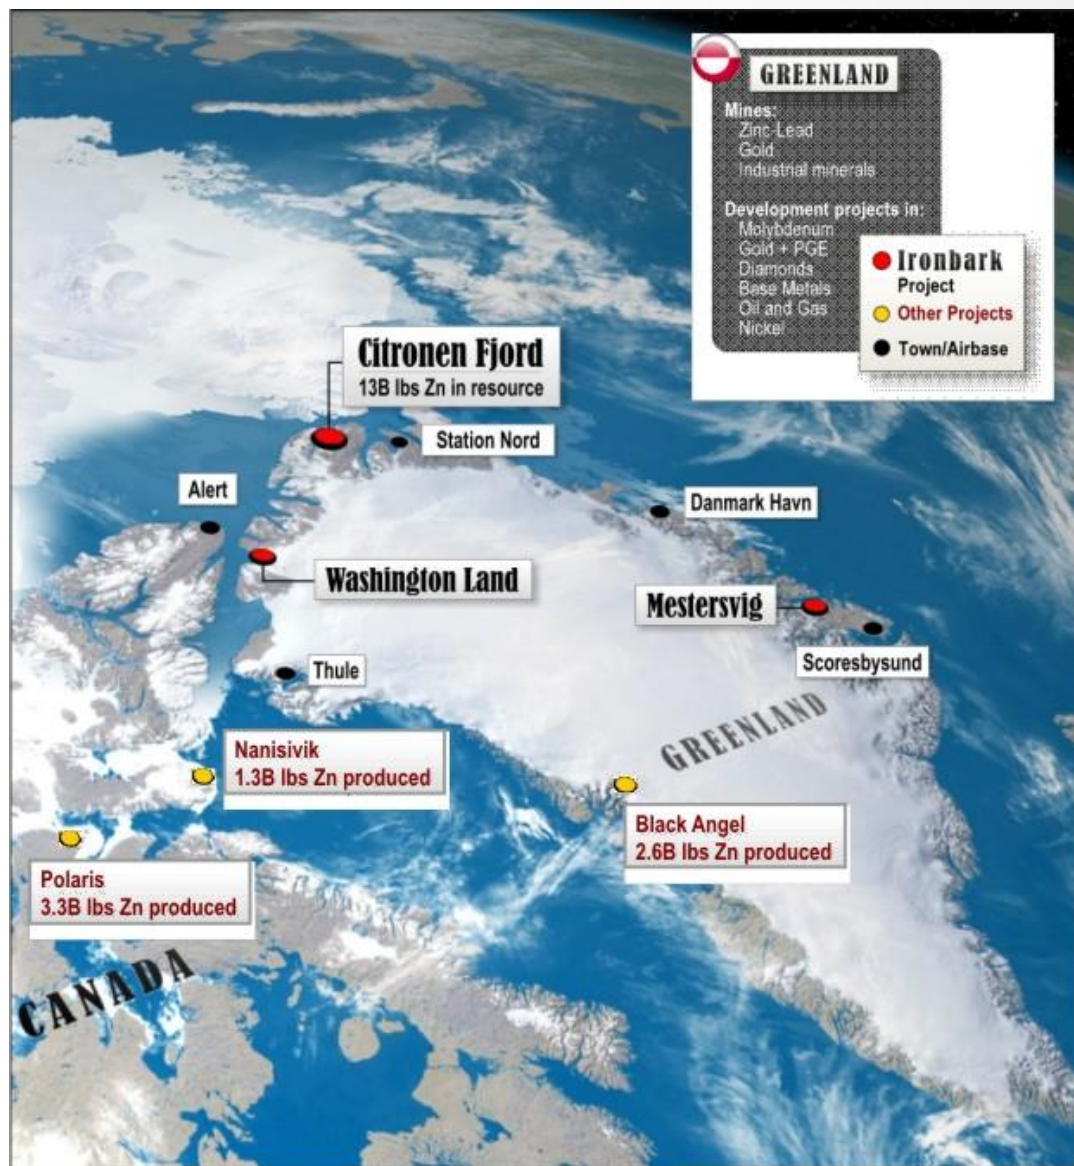 GREENLAND
Mines:
Zinc-Lead
Gold
Industrial minerals
Development projects in:
Molybdenum
Gold + PGE
Diamonds
Base Metals
Oil and Gas
Nickel
Ironbark
Project
Other Projects
Town/Airbase
Citronen Fjord
13B lbs Zn in resource
Station Nord
Alert
Danmark Havn
Washington Land
Mestersvig
Scoresbysund
Thule
GREENLAND
Nanisivik
1.3B lbs Zn produced
Black Angel
2.6B lbs Zn produced
Polaris
3.3B lbs Zn produced
CANADA